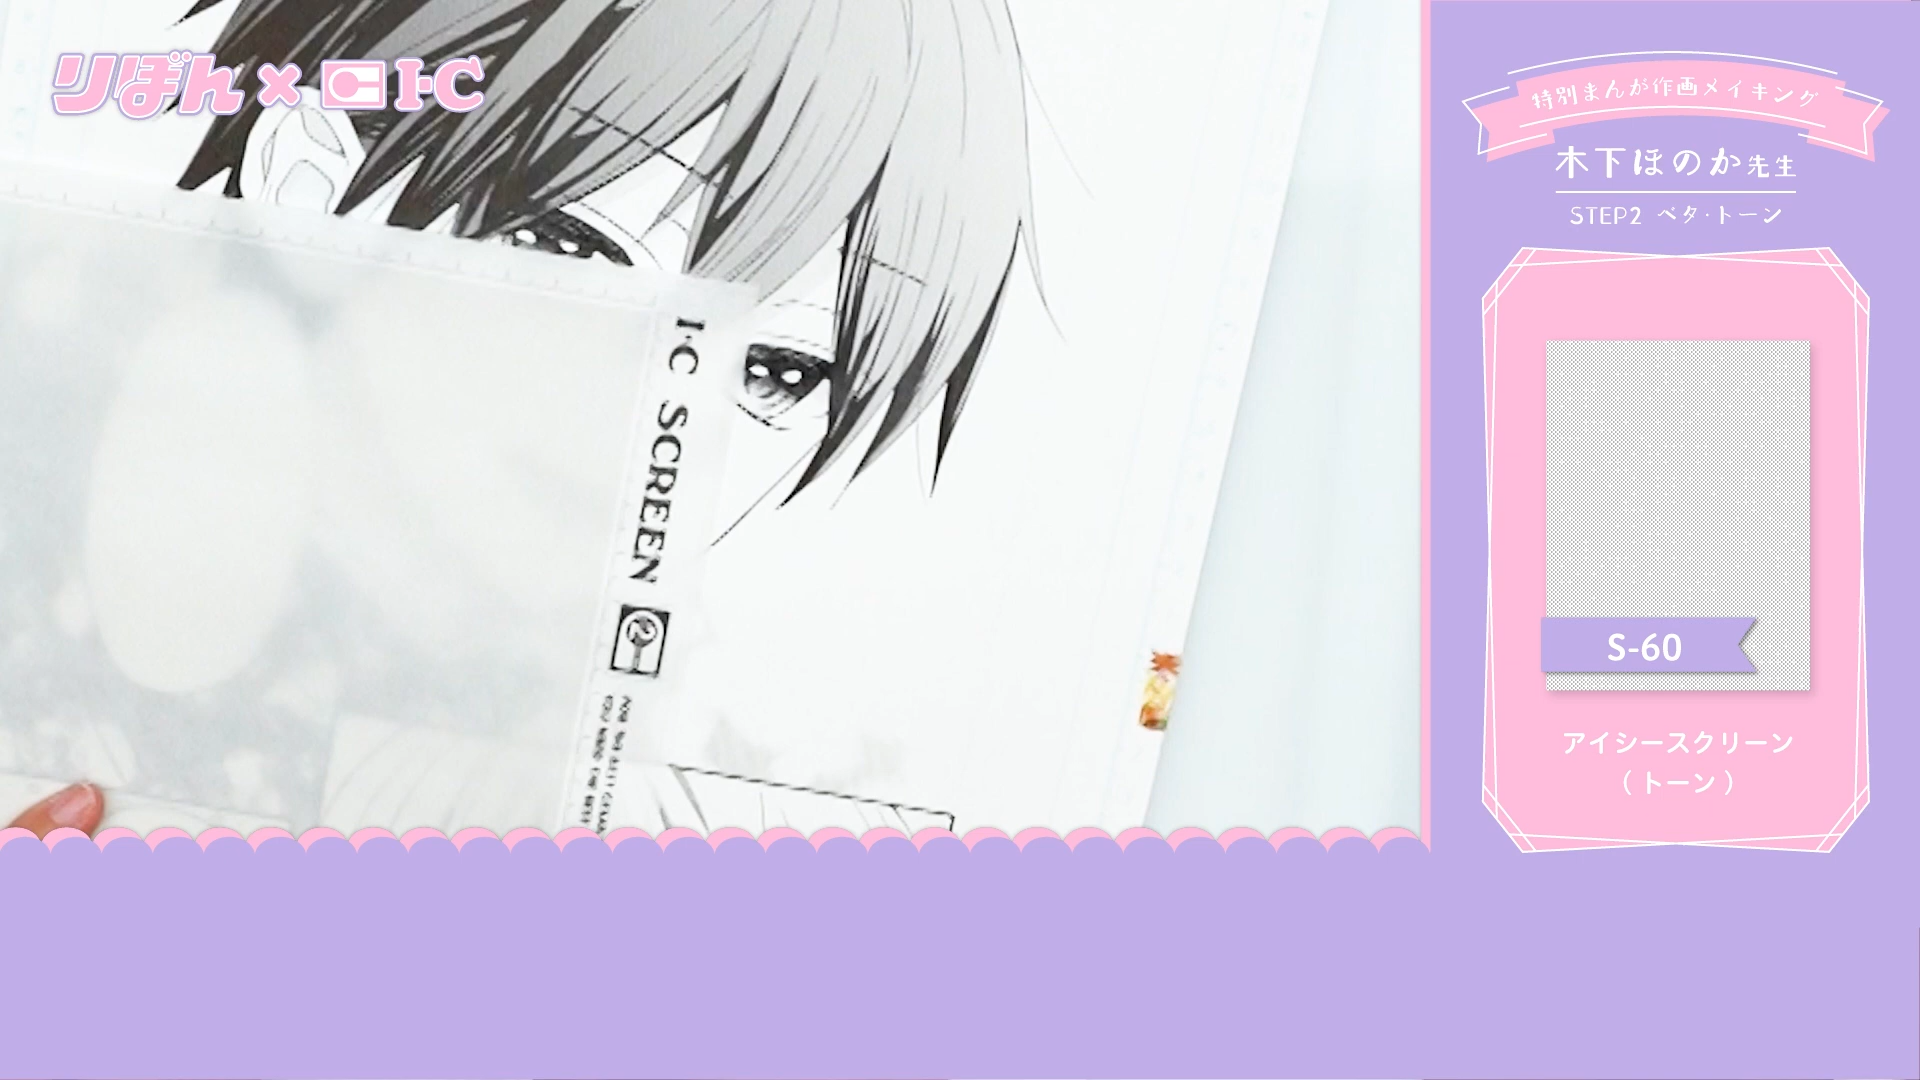 りぼん×I·C
特別まんが作画メイキング
木下ほのか先生
STEP2 ベタ·トーン
I·C SCREEN
S-60
アイシースクリーン
(トーン)